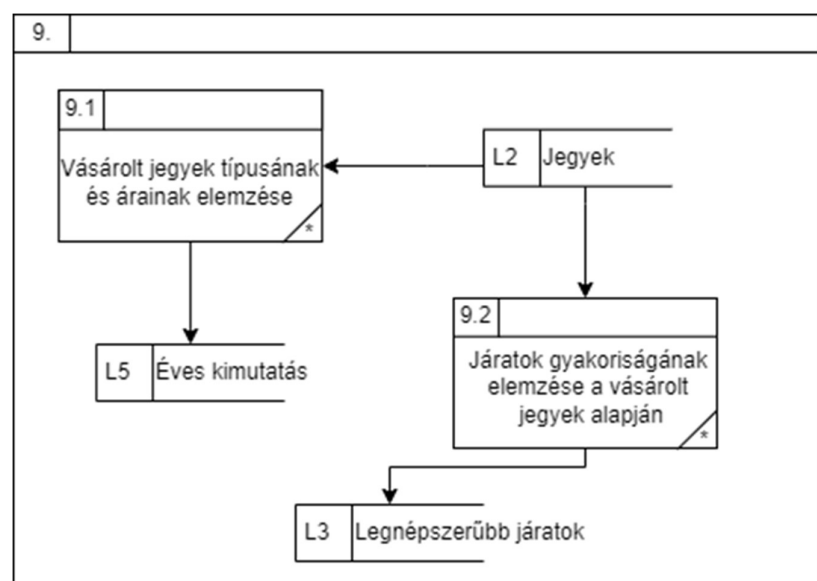 9.
9.1
Vásárolt jegyek típusának
és árainak elemzése
*
L2 Jegyek
L5 Éves kimutatás
9.2
Járatok gyakoriságának
elemzése a vásárolt
jegyek alapján
*
L3 Legnépszerűbb járatok